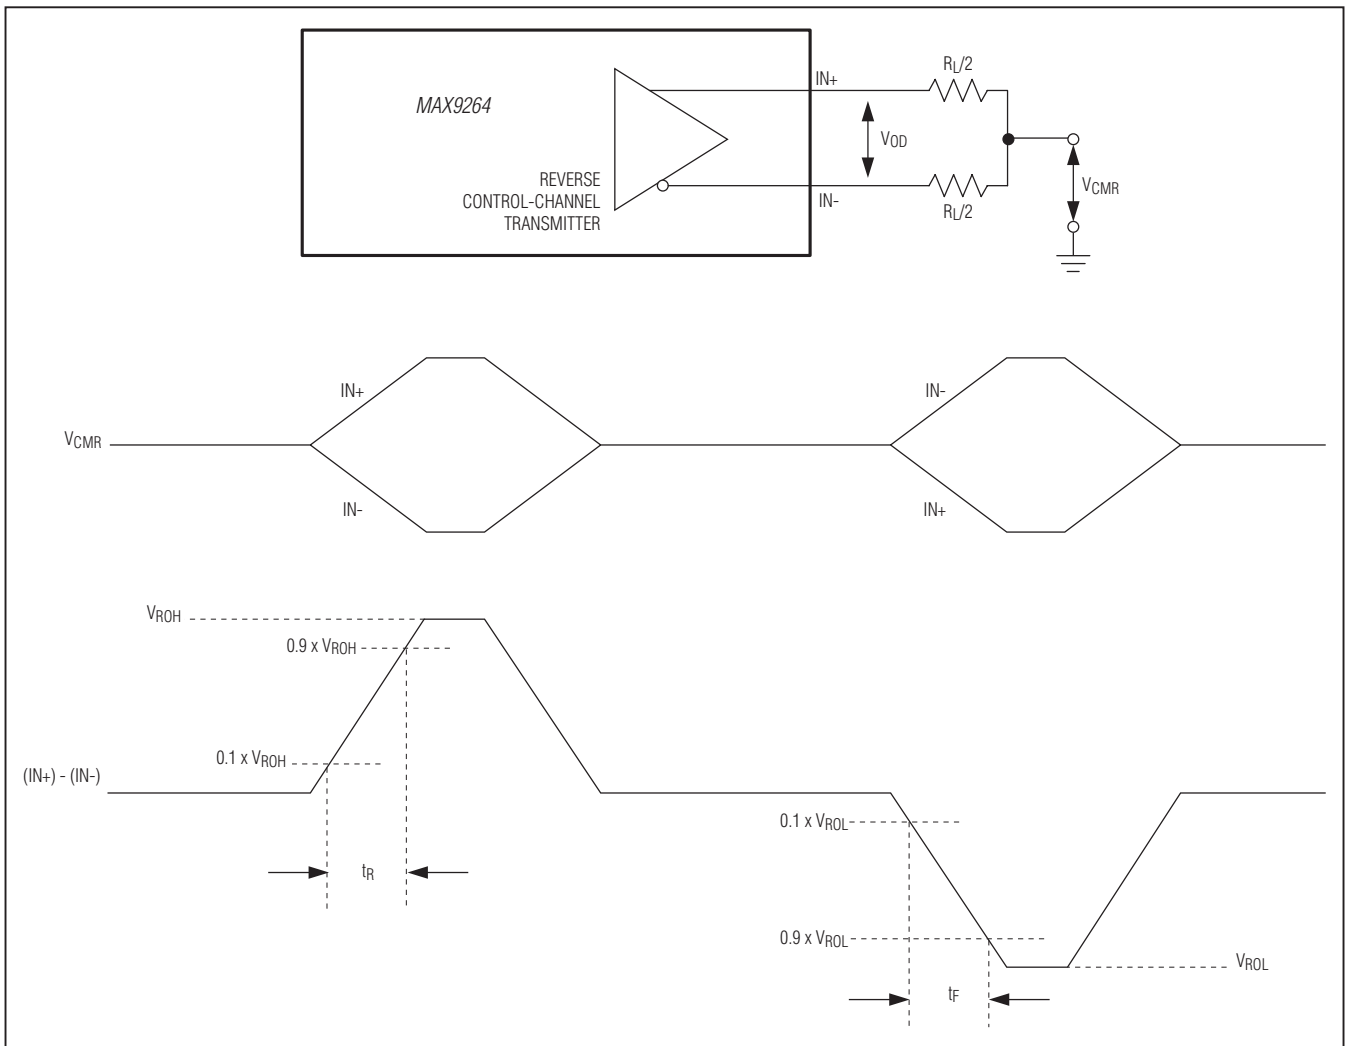 MAX9264
REVERSE
CONTROL-CHANNEL
TRANSMITTER
IN+
IN-
VOD
RL/2
RL/2
VCMR
VCMR
IN+
IN-
IN-
IN+
VROH
0.9 x VROH
0.1 x VROH
(IN+) - (IN-)
tR
0.1 x VROL
0.9 x VROL
VROL
tF